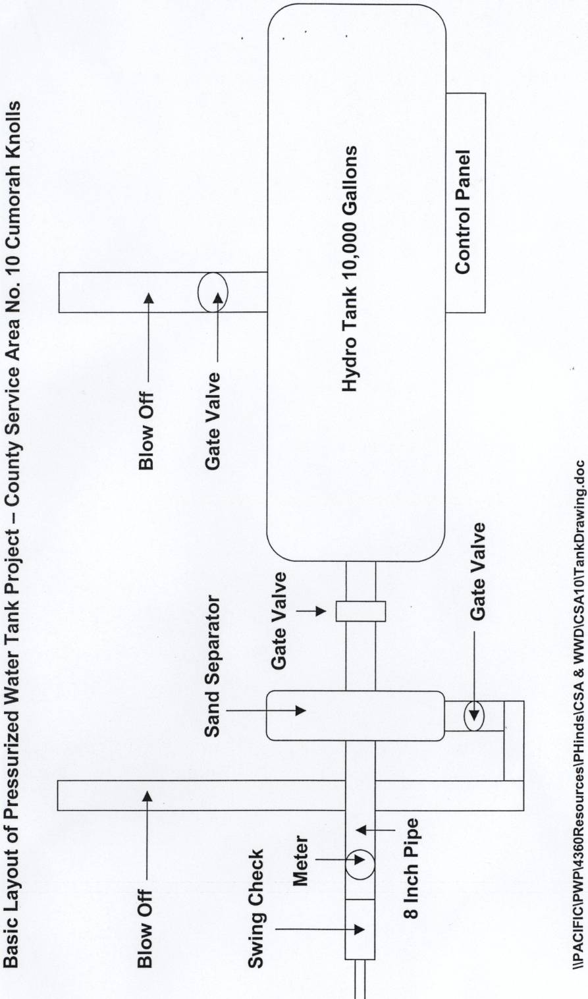 Basic Layout of Pressurized Water Tank Project – County Service Area No. 10 Cumorah Knolls
Blow Off
Blow Off
Gate Valve
Sand Separator
Swing Check
Gate Valve
Meter
Hydro Tank 10,000 Gallons
8 Inch Pipe
Control Panel
Gate Valve
\\PACIFIC\PWP\4360Resources\PHinds\CSA & WWD\CSA10\TankDrawing.doc